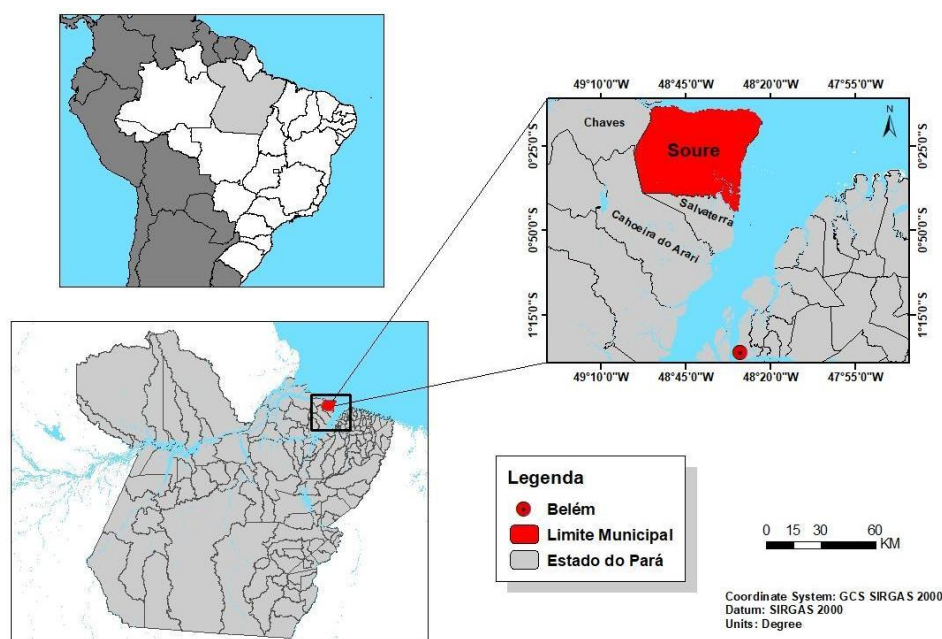 49°10'0"W 48°45'0"W 48°20'0"W 47°55'0"W
0°25'0"S
0°50'0"S
1°15'0"S
Chaves
Soure
Salvaterra
Cahoeira do Arari
N
0°25'0"S
0°50'0"S
1°15'0"S
49°10'0"W 48°45'0"W 48°20'0"W 47°55'0"W
Legenda
Belém
Limite Municipal
Estado do Pará
0 15 30 60
KM
Coordinate System: GCS SIRGAS 2000
Datum: SIRGAS 2000
Units: Degree